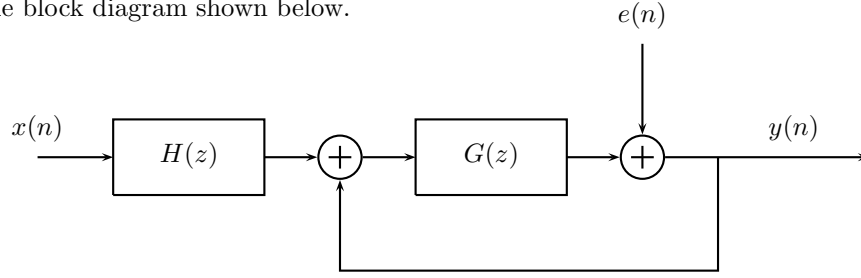 e block diagram shown below.
e(n)
x(n)
H(z)
+
G(z)
+
y(n)